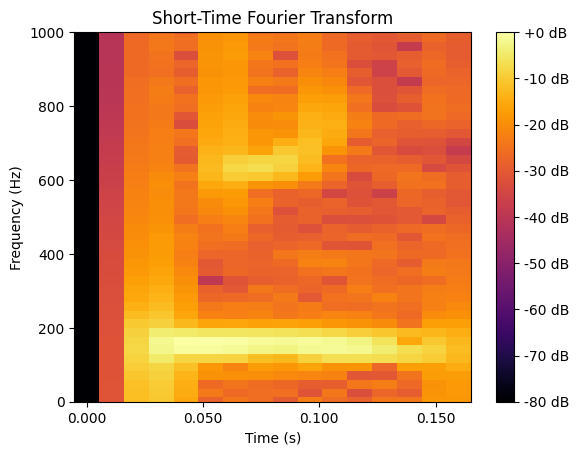 Short-Time Fourier Transform
1000
800
600
400
200
0
Frequency (Hz)
0.000
0.050
0.100
0.150
Time (s)
+0 dB
-10 dB
-20 dB
-30 dB
-40 dB
-50 dB
-60 dB
-70 dB
-80 dB